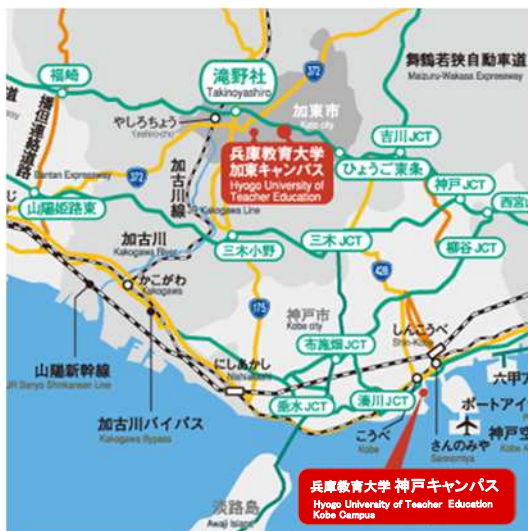 372
舞鶴若狭自動車道
Maizuru-Wakasa Expressway
福崎
滝野社
Takinoyashiro
加東市
Kato city
やしろちょう
Yashiro-cho
吉川JCT
播但連絡道路
Bantan Expressway
372
加古川線
JR Kakogawa Line
兵庫教育大学
加東キャンパス
Hyogo University of
Teacher Education
ひょうご東条
神戸JCT
山陽姫路東
西宮山
加古川
Kakogawa River
三木小野
三木JCT
柳谷JCT
428
かこがわ
Kakogawa
175
神戸市
Kobe city
しんこうべ
Shin-Kobe
山陽新幹線
JR Sanyo Shinkansen Line
にしあかし
Nishiakashi
布施畑JCT
六甲ア
ポートアイ
加古川バイパス
Kakogawa Bypass
垂水JCT
湊川JCT
こうべ
Kobe
さんのみや
Sannomiya
神戸空
Kobe
淡路島
Awaji Island
兵庫教育大学 神戸キャンパス
Hyogo University of Teacher Education
Kobe Campus